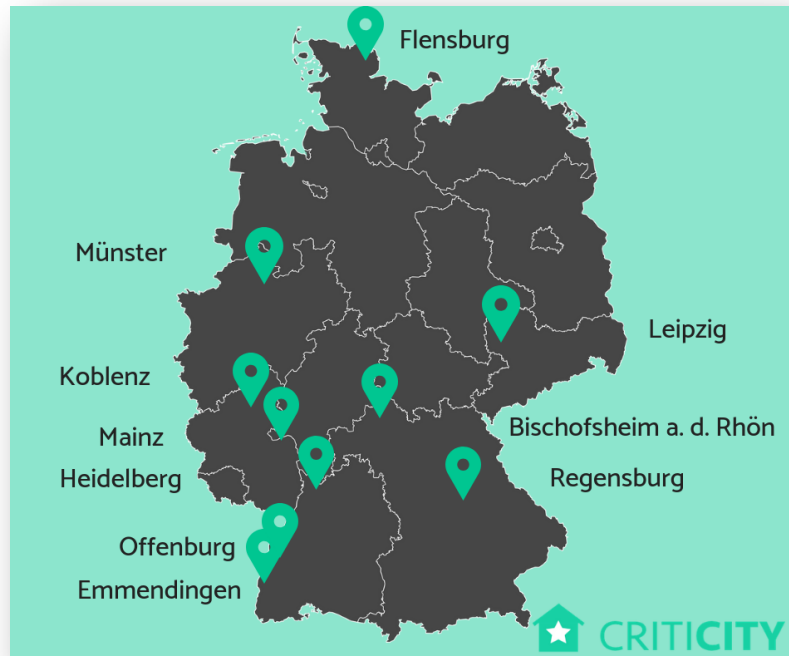 Flensburg
Münster
Leipzig
Koblenz
Bischofsheim a. d. Rhön
Mainz
Heidelberg
Regensburg
Offenburg
Emmendingen
CRITICITY